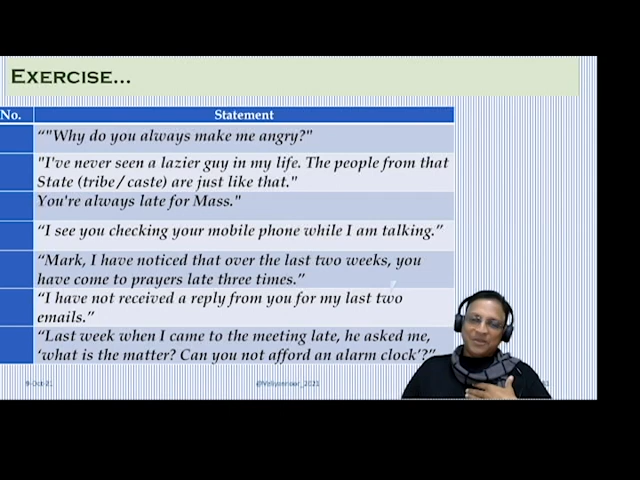 EXERCISE...
No.
Statement
“"Why do you always make me angry?"
"I've never seen a lazier guy in my life. The people from that
State (tribe / caste) are just like that."
You're always late for Mass."
“I see you checking your mobile phone while I am talking.”
“Mark, I have noticed that over the last two weeks, you
have come to prayers late three times.”
“I have not received a reply from you for my last two
emails.”
“Last week when I came to the meeting late, he asked me,
‘what is the matter? Can you not afford an alarm clock’?”
9-Oct-21